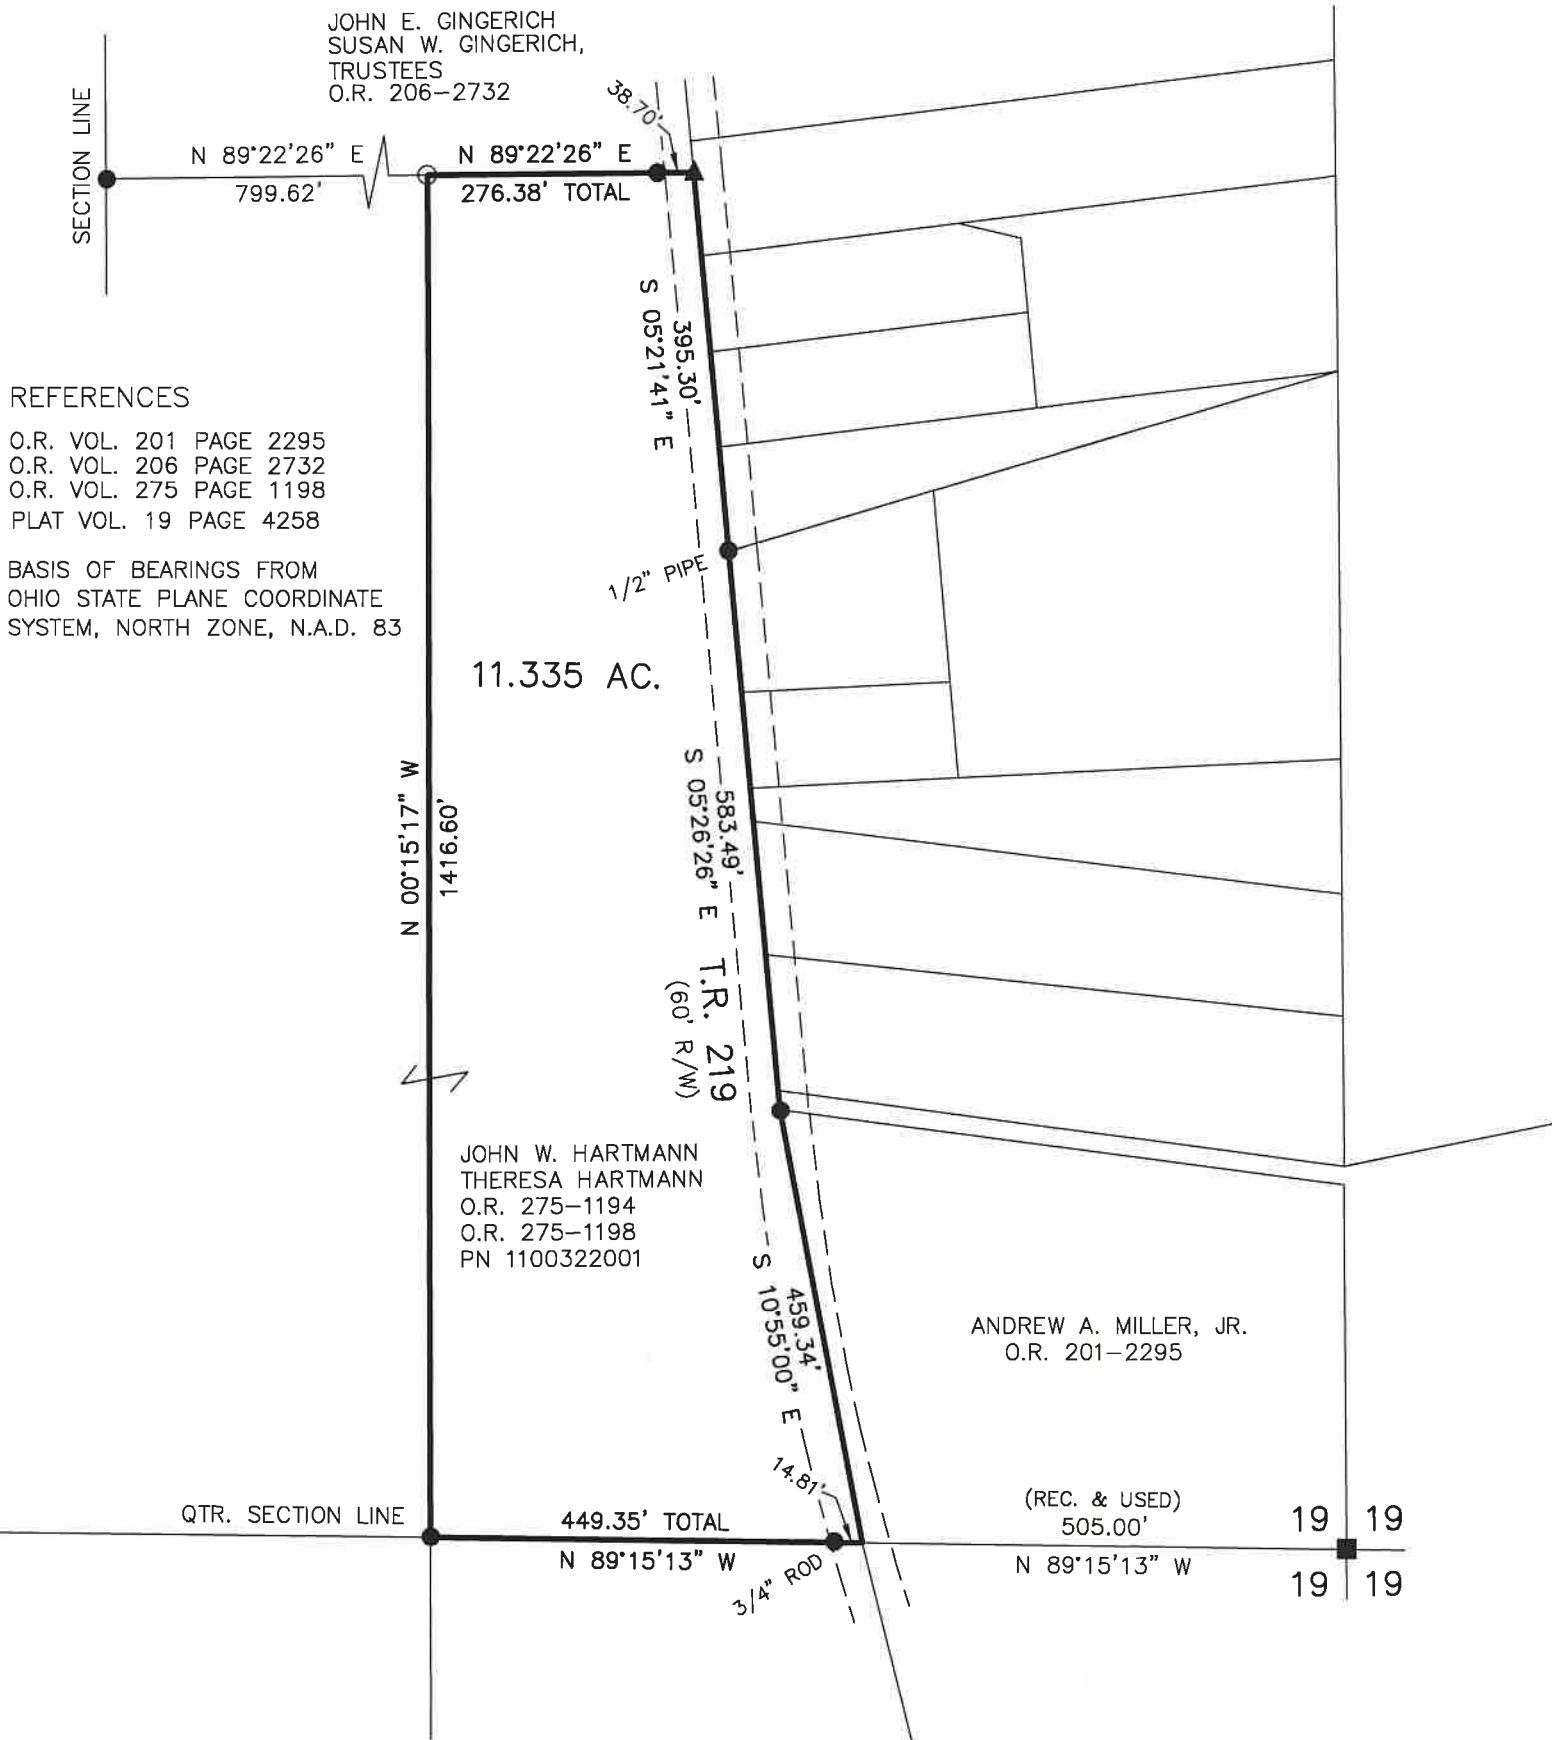 JOHN E. GINGERICH
SUSAN W. GINGERICH,
TRUSTEES
O.R. 206-2732
SECTION LINE
N 89°22'26" E
799.62'
N 89°22'26" E
276.38' TOTAL
38.70'
395.30'
S 05°21'41" E
REFERENCES
O.R. VOL. 201 PAGE 2295
O.R. VOL. 206 PAGE 2732
O.R. VOL. 275 PAGE 1198
PLAT VOL. 19 PAGE 4258
BASIS OF BEARINGS FROM
OHIO STATE PLANE COORDINATE
SYSTEM, NORTH ZONE, N.A.D. 83
1/2" PIPE
11.335 AC.
N 00°15'17" W
1416.60'
583.49'
S 05°26'26" E
T.R. 219
(60' R/W)
JOHN W. HARTMANN
THERESA HARTMANN
O.R. 275-1194
O.R. 275-1198
PN 1100322001
459.34'
S 10°55'00" E
ANDREW A. MILLER, JR.
O.R. 201-2295
14.81'
QTR. SECTION LINE
449.35' TOTAL
N 89°15'13" W
3/4" ROD
(REC. & USED)
505.00'
N 89°15'13" W
19 19
19 19